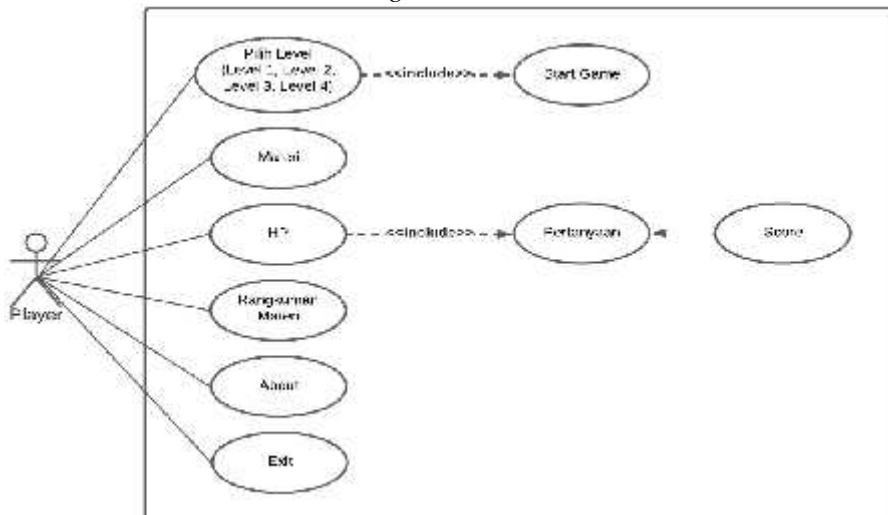 Pilih Level
(Level 1, Level 2,
Level 3, Level 4)
<<include>>
Start Game
Materi
<<include>>
Pertanyaan
Score
Player
Rangkuman
Materi
About
Exit